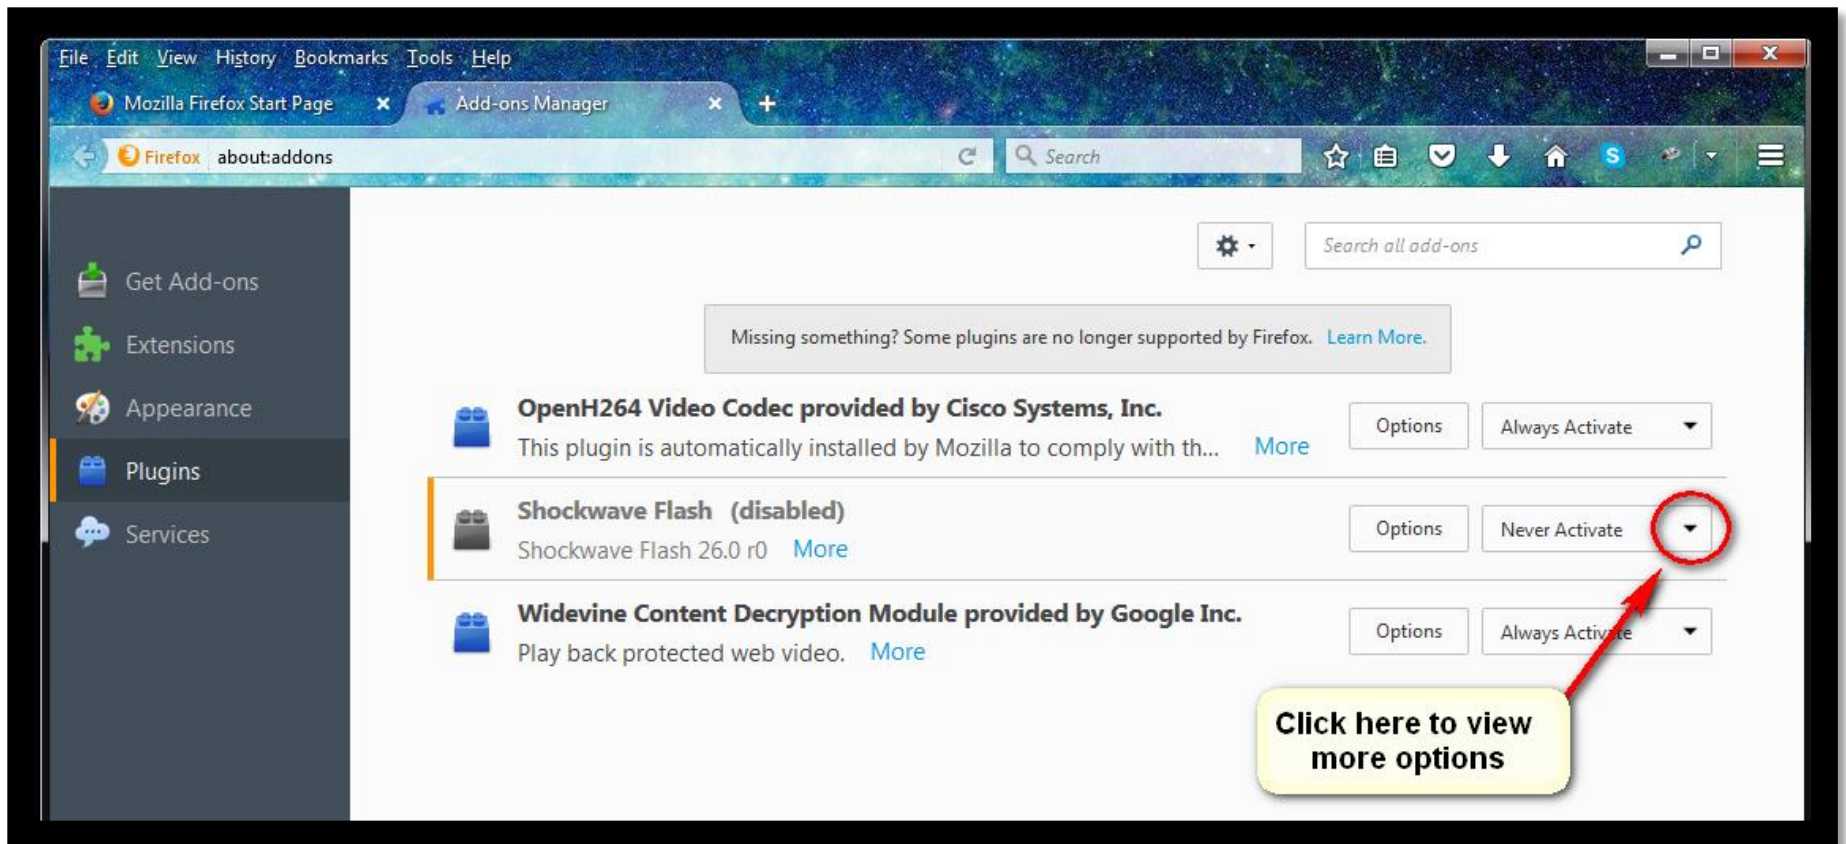 File Edit View History Bookmarks Tools Help
Mozilla Firefox Start Page
Add-ons Manager
Firefox about:addons
Search
S
Search all add-ons
Get Add-ons
Extensions
Appearance
Plugins
Services
Missing something? Some plugins are no longer supported by Firefox. Learn More.
OpenH264 Video Codec provided by Cisco Systems, Inc.
This plugin is automatically installed by Mozilla to comply with th... More
Options
Always Activate
Shockwave Flash (disabled)
Shockwave Flash 26.0 r0 More
Options
Never Activate
Widevine Content Decryption Module provided by Google Inc.
Play back protected web video. More
Options
Always Activate
Click here to view
more options